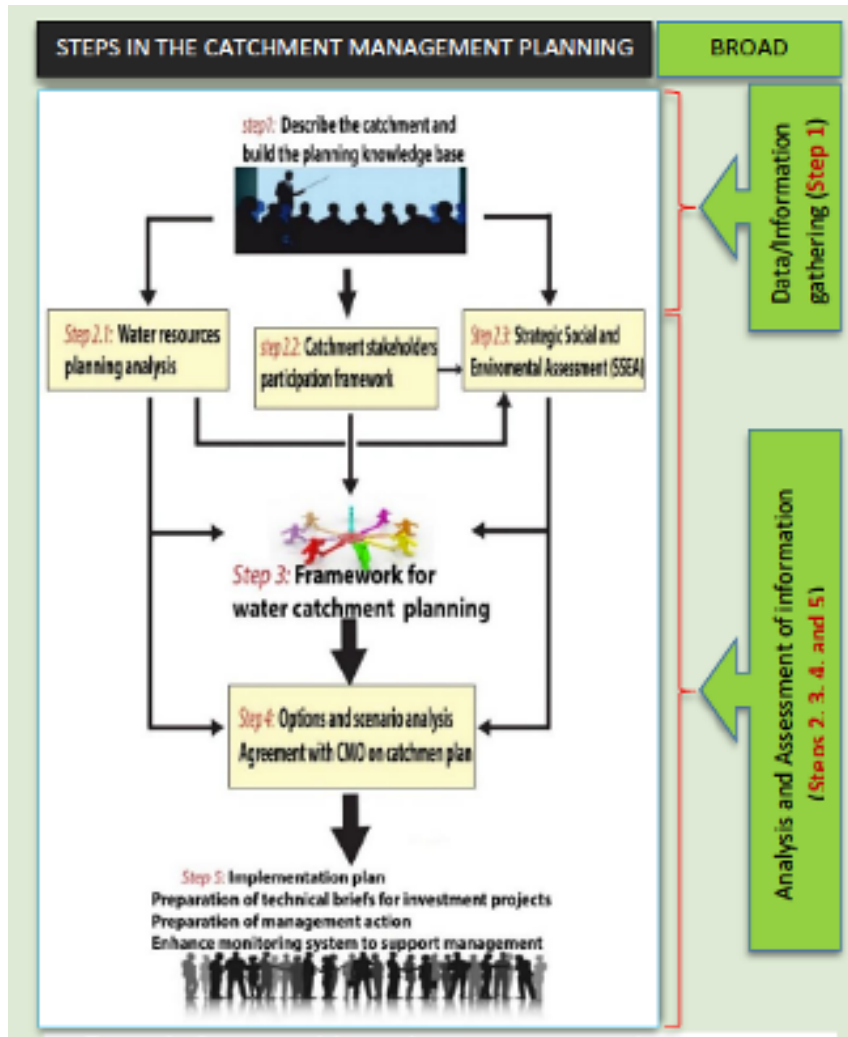 STEPS IN THE CATCHMENT MANAGEMENT PLANNING
BROAD
step1: Describe the catchment and
build the planning knowledge base
Step 2.1: Water resources
planning analysis
step 2.2: Catchment stakeholders
participation framework
Step 2.3: Strategic Social and
Enviromental Assessment (SSEA)
Step 3: Framework for
water catchment planning
Step 4: Options and scenario analysis
Agreement with CMO on catchmen plan
Step 5: Implementation plan
Preparation of technical briefs for investment projects
Preparation of management action
Enhance monitoring system to support management
Data/Information
gathering (Step 1)
Analysis and Assessment of information
(Steps 2, 3, 4, and 5)